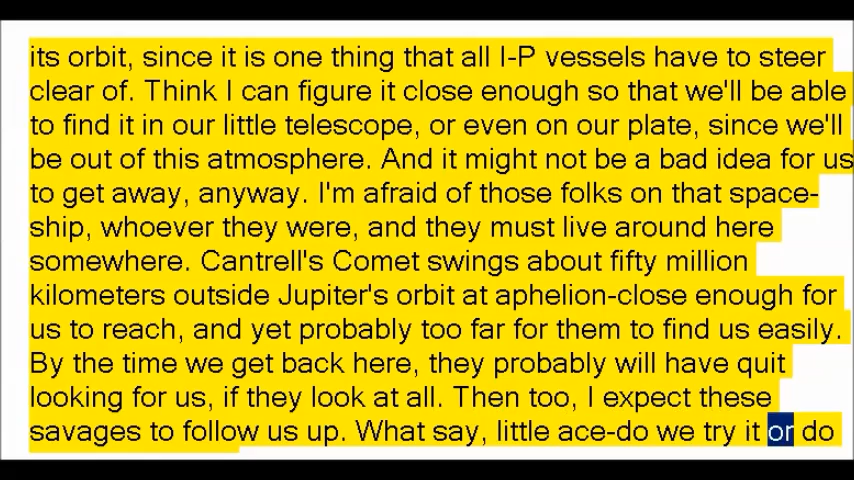 its orbit, since it is one thing that all I-P vessels have to steer
clear of. Think I can figure it close enough so that we'll be able
to find it in our little telescope, or even on our plate, since we'll
be out of this atmosphere. And it might not be a bad idea for us
to get away, anyway. I'm afraid of those folks on that space-
ship, whoever they were, and they must live around here
somewhere. Cantrell's Comet swings about fifty million
kilometers outside Jupiter's orbit at aphelion-close enough for
us to reach, and yet probably too far for them to find us easily.
By the time we get back here, they probably will have quit
looking for us, if they look at all. Then too, I expect these
savages to follow us up. What say, little ace-do we try it or do